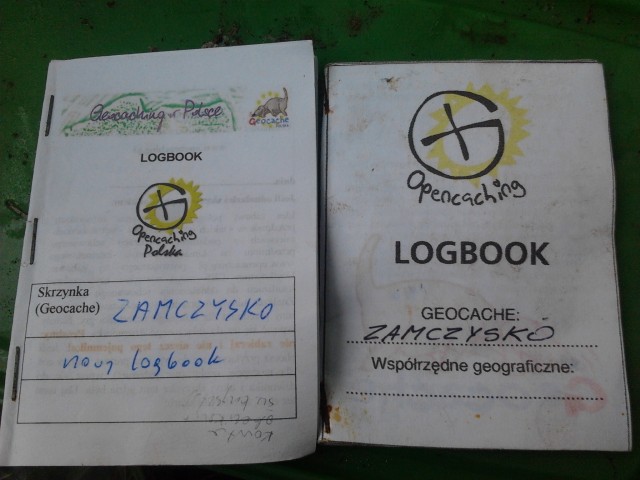 Geocaching w Polsce
Geocache
LOGBOOK
Opencaching
Polska
Skrzynka
(Geocache) ZAMCZYSKO
nowy logbook
Opencaching
LOGBOOK
GEOCACHE:
ZAMCZYSKO
Współrzędne geograficzne: